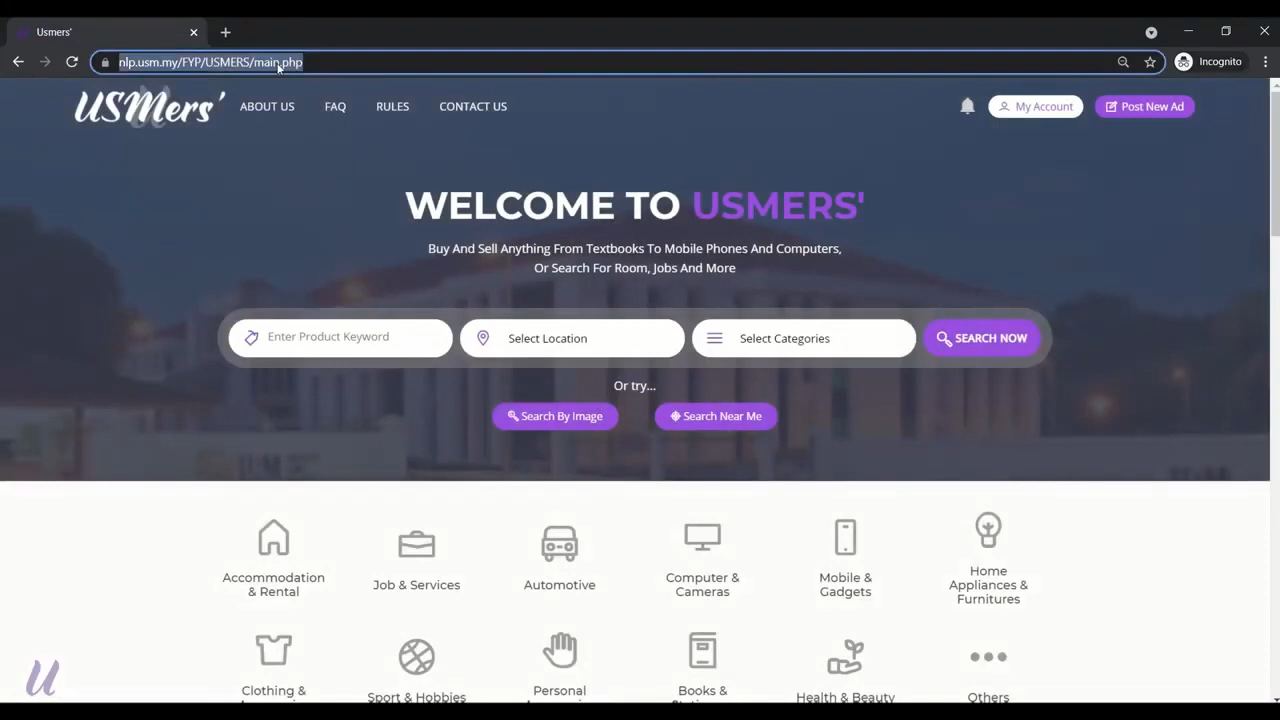 Usmers'
nlp.usm.my/FYP/USMERS/main.php
Incognito
USMers'
ABOUT US
FAQ
RULES
CONTACT US
My Account
Post New Ad
WELCOME TO USMERS'
Buy And Sell Anything From Textbooks To Mobile Phones And Computers,
Or Search For Room, Jobs And More
Enter Product Keyword
Select Location
Select Categories
SEARCH NOW
Or try...
Search By Image
Search Near Me
Accommodation
& Rental
Job & Services
Automotive
Computer &
Cameras
Mobile &
Gadgets
Home
Appliances &
Furnitures
Clothing &
Sport & Hobbies
Personal
Books &
Health & Beauty
Others
U